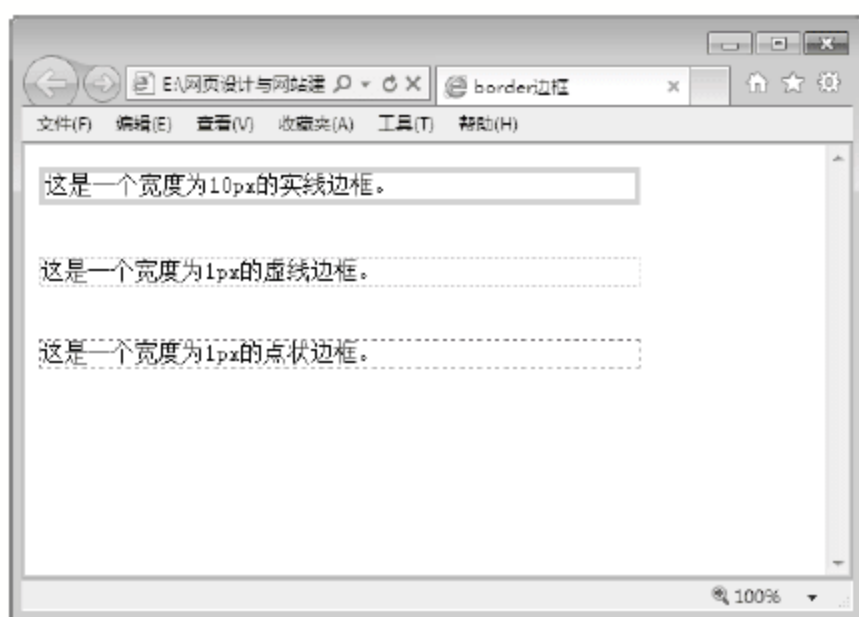 E:\网页设计与网站建
border边框
文件(F) 编辑(E) 查看(V) 收藏夹(A) 工具(T) 帮助(H)
这是一个宽度为10px的实线边框。
这是一个宽度为1px的虚线边框。
这是一个宽度为1px的点状边框。
100%